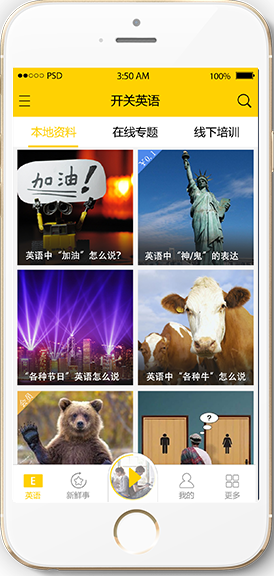 ●●○○○ PSD 3:50 AM 100%
开关英语
本地资料 在线专题 线下培训
加油!
英语中“加油”怎么说?
¥0.1
英语中“神/鬼”的表达
“各种节日”英语怎么说
英语中“各种牛”怎么说
会员
?
E
英语 新鲜事 我的 更多